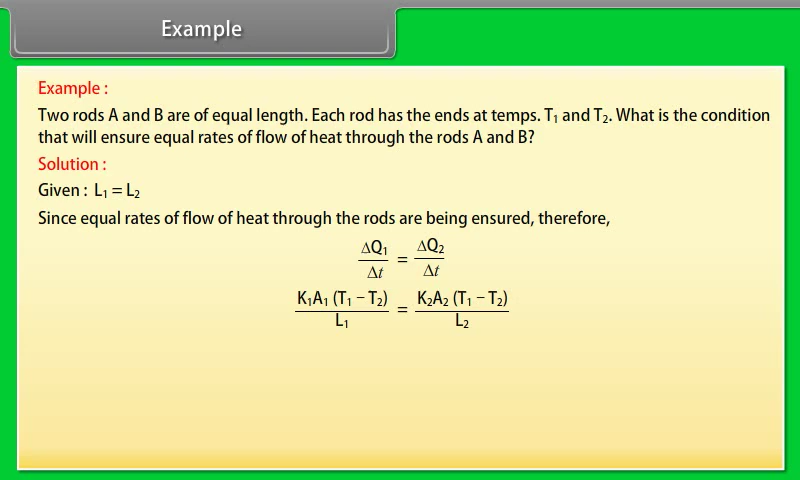 Example
Example :
Two rods A and B are of equal length. Each rod has the ends at temps. T₁ and T₂. What is the condition
that will ensure equal rates of flow of heat through the rods A and B?
Solution :
Given : L₁ = L₂
Since equal rates of flow of heat through the rods are being ensured, therefore,
ΔQ₁/Δt = ΔQ₂/Δt
K₁A₁ (T₁ − T₂)/L₁ = K₂A₂ (T₁ − T₂)/L₂